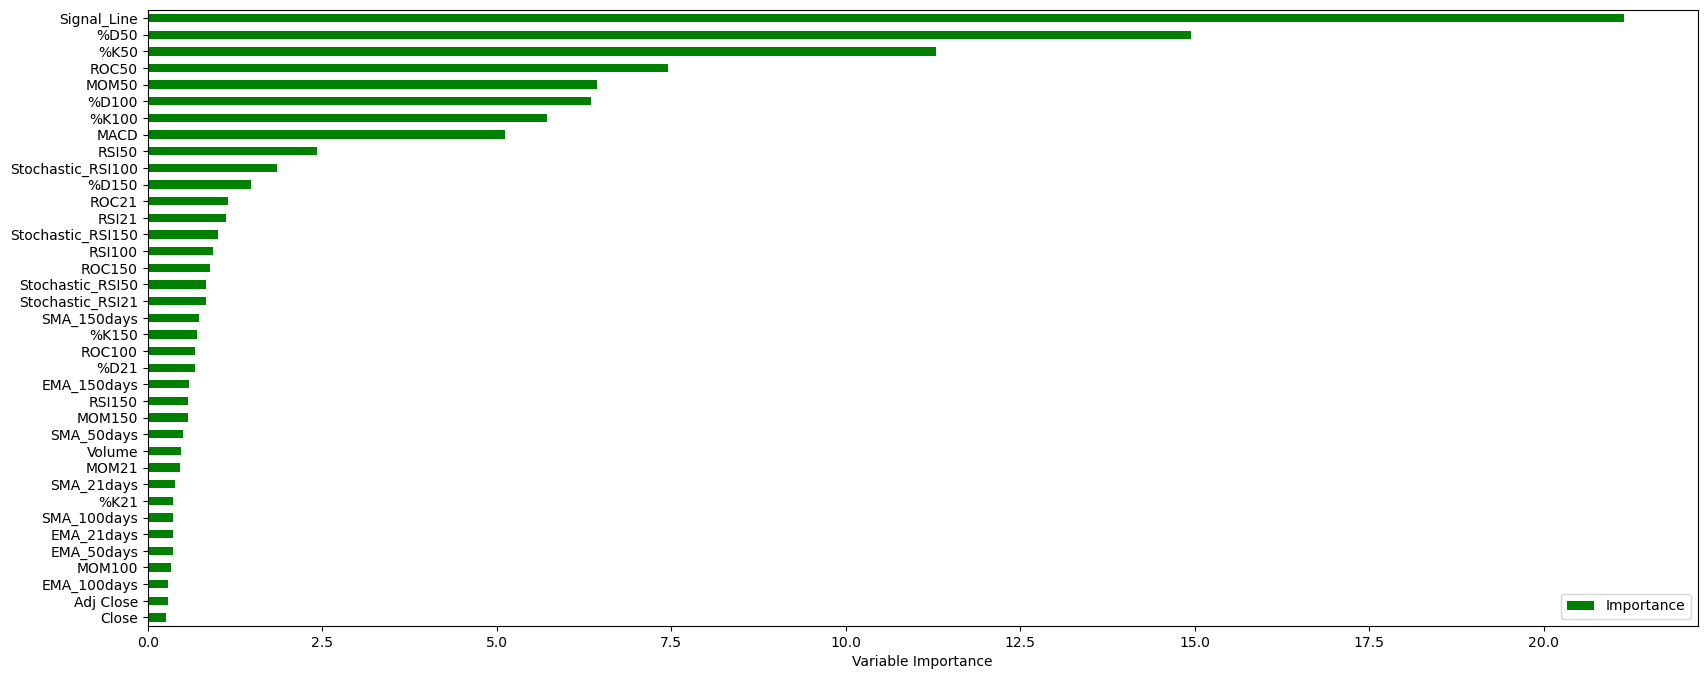 Signal_Line
%D50
%K50
ROC50
MOM50
%D100
%K100
MACD
RSI50
Stochastic_RSI100
%D150
ROC21
RSI21
Stochastic_RSI150
RSI100
ROC150
Stochastic_RSI50
Stochastic_RSI21
SMA_150days
%K150
ROC100
%D21
EMA_150days
RSI150
MOM150
SMA_50days
Volume
MOM21
SMA_21days
%K21
SMA_100days
EMA_21days
EMA_50days
MOM100
EMA_100days
Adj Close
Close
Importance
0.0 2.5 5.0 7.5 10.0 12.5 15.0 17.5 20.0
Variable Importance